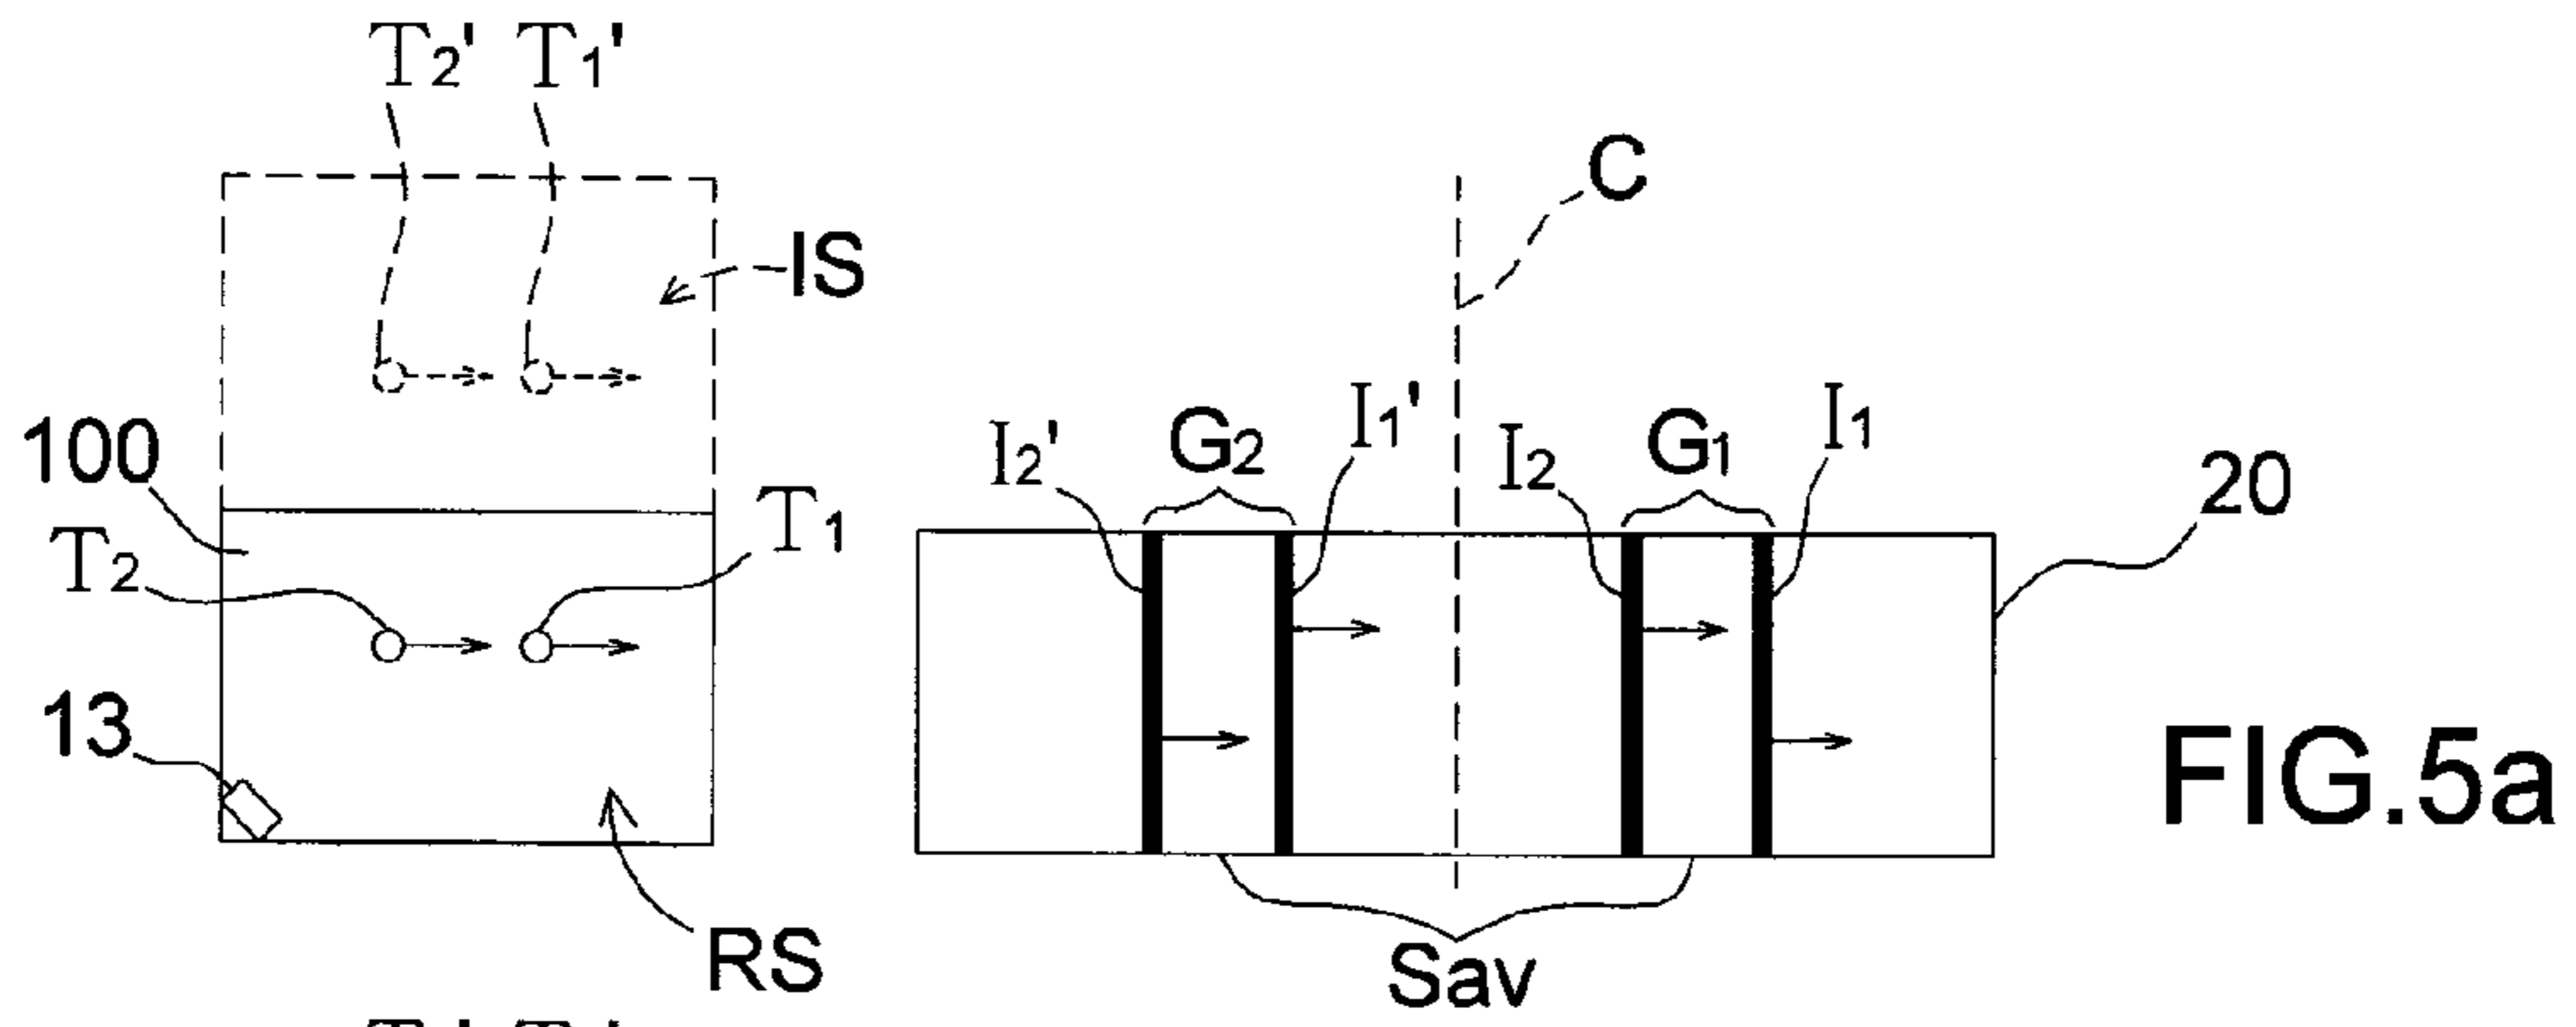 T2' T1'
C
IS
I2' G2 I1' I2 G1 I1
100
20
T2 T1
13
FIG.5a
RS
Sav